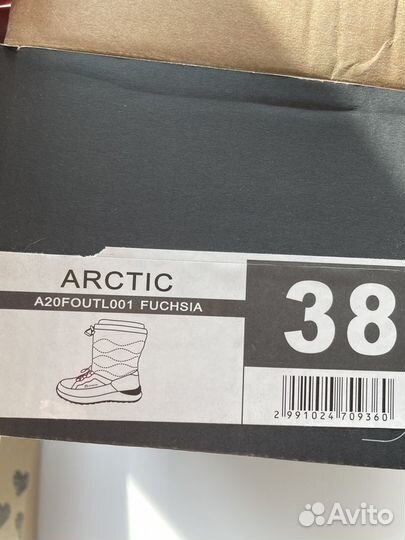 ARCTIC
A20FOUTL001 FUCHSIA
38
2 991024 709360
Avito